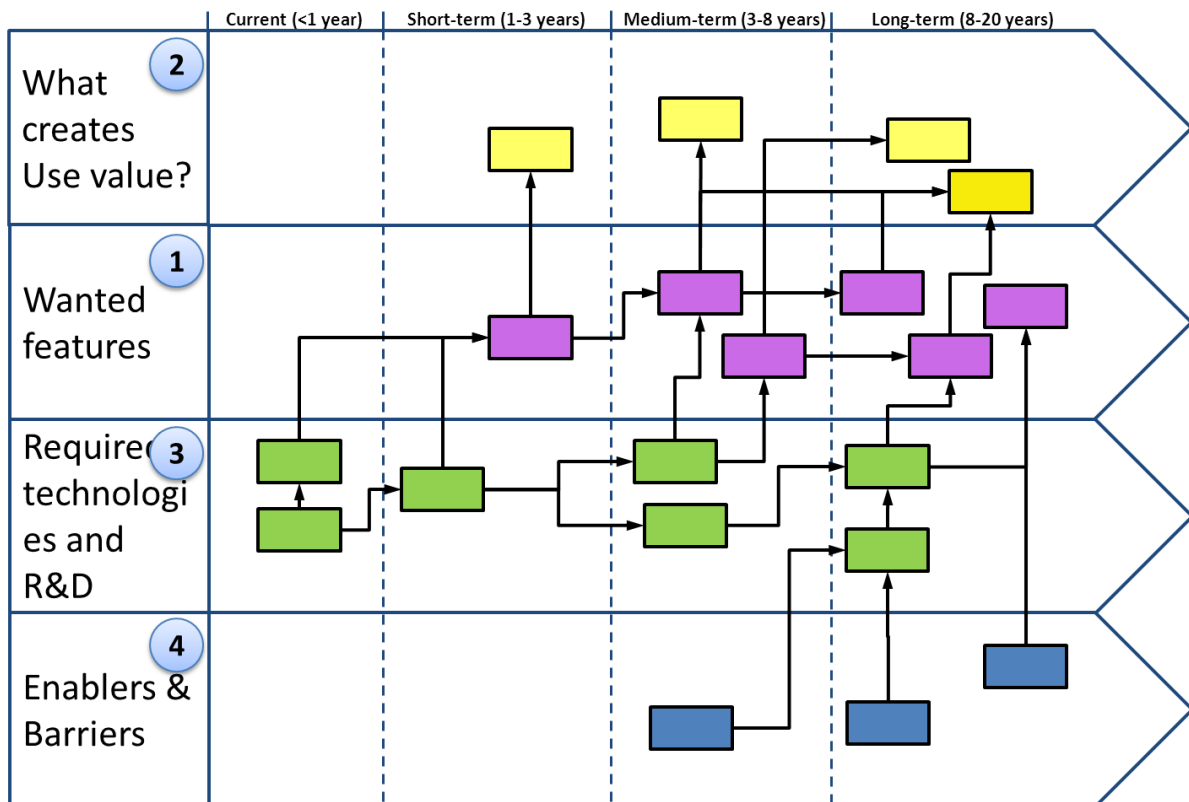 Current (<1 year)
Short-term (1-3 years)
Medium-term (3-8 years)
Long-term (8-20 years)
2
What
creates
Use value?
1
Wanted
features
3
Required
technologi
es and
R&D
4
Enablers &
Barriers